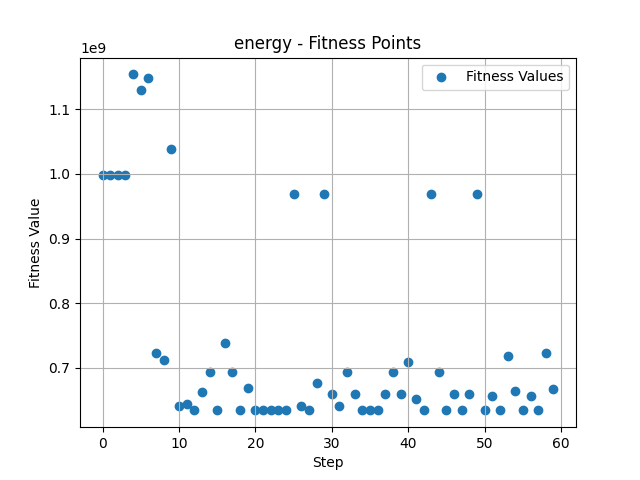 energy - Fitness Points
1e9
Fitness Values
1.1
1.0
0.9
0.8
0.7
Fitness Value
0 10 20 30 40 50 60
Step